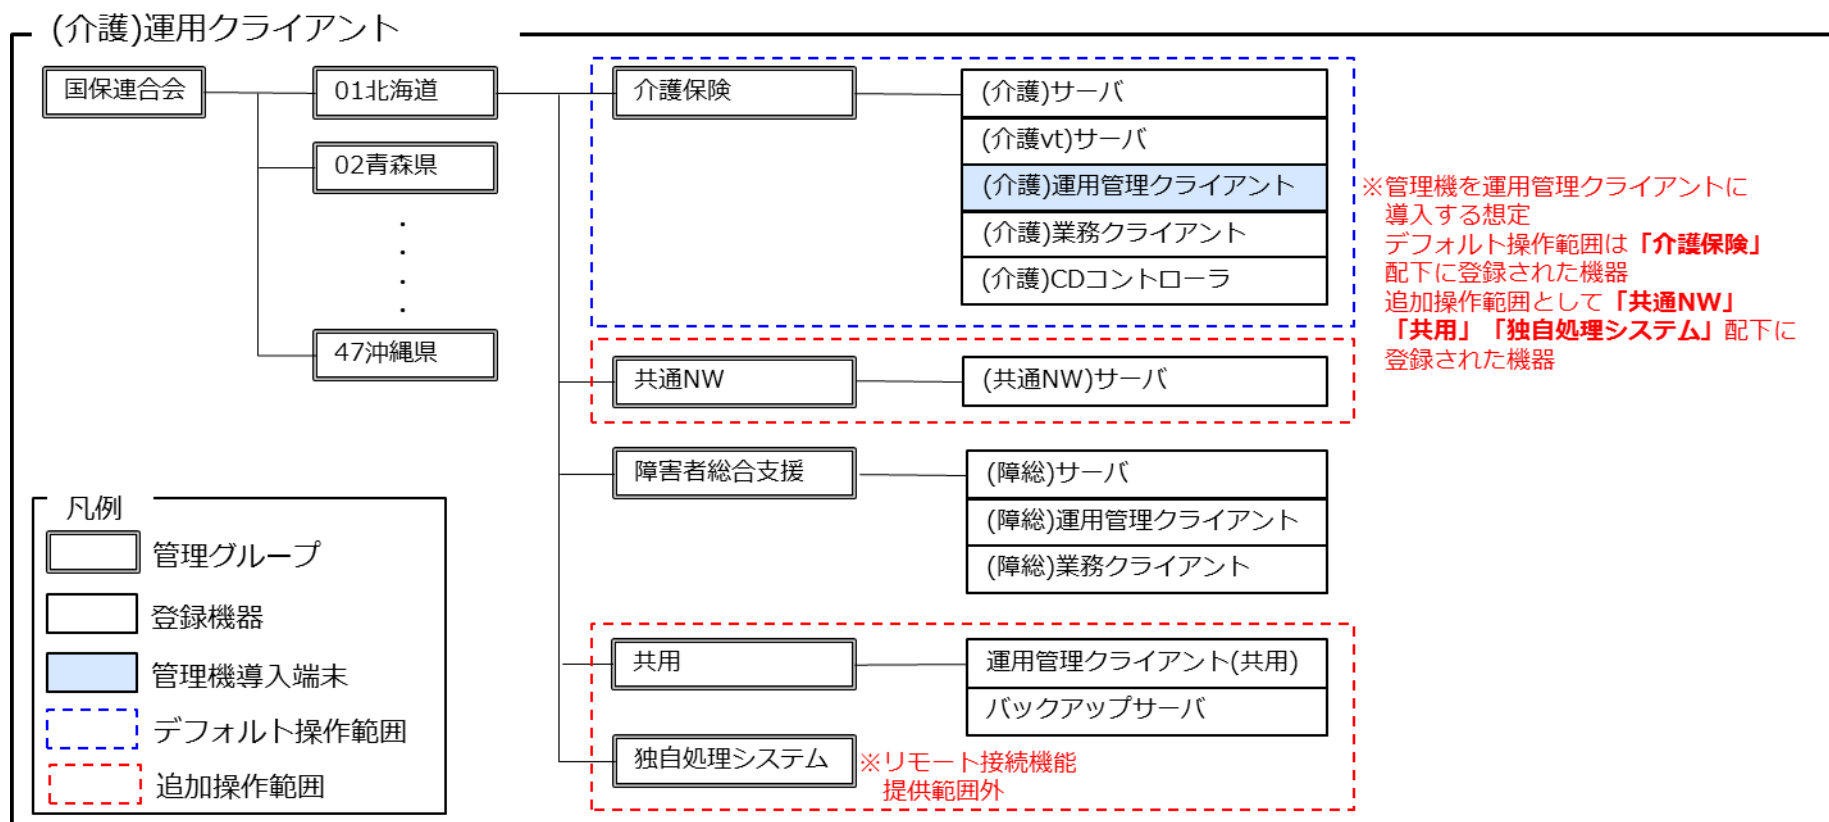 (介護)運用クライアント
国保連合会
01北海道
02青森県
・
・
・
・
47沖縄県
介護保険
(介護)サーバ
(介護vt)サーバ
(介護)運用管理クライアント
(介護)業務クライアント
(介護)CDコントローラ
※管理機を運用管理クライアントに
導入する想定
デフォルト操作範囲は「介護保険」
配下に登録された機器
追加操作範囲として「共通NW」
「共用」「独自処理システム」配下に
登録された機器
共通NW
(共通NW)サーバ
障害者総合支援
(障総)サーバ
(障総)運用管理クライアント
(障総)業務クライアント
共用
運用管理クライアント(共用)
バックアップサーバ
独自処理システム
※リモート接続機能
提供範囲外
凡例
管理グループ
登録機器
管理機導入端末
デフォルト操作範囲
追加操作範囲